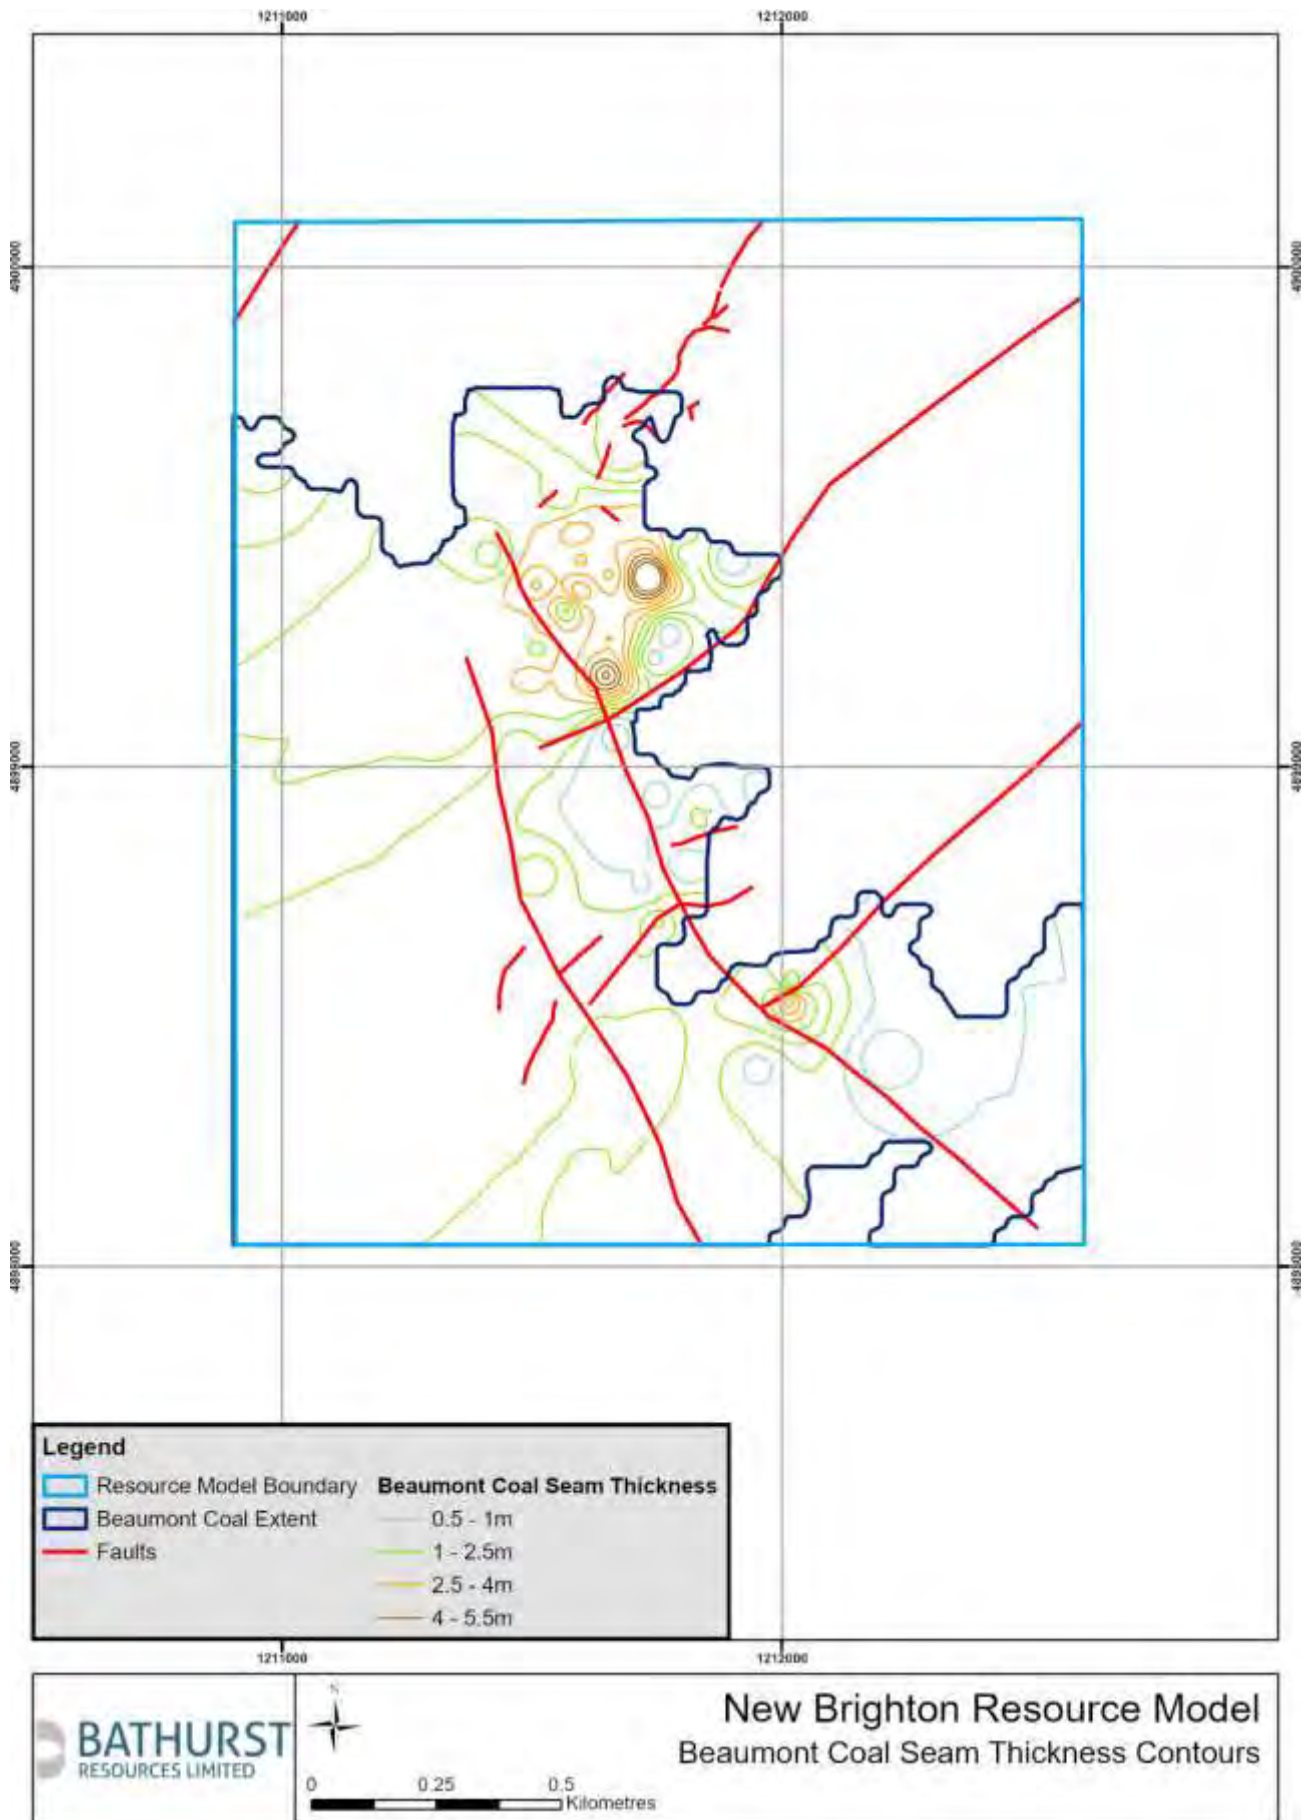 1211000 1212000
4900000 4900000
4899000 4899000
4898000 4898000
Legend
Resource Model Boundary
Beaumont Coal Extent
Faults
Beaumont Coal Seam Thickness
0.5 - 1m
1 - 2.5m
2.5 - 4m
4 - 5.5m
1211000 1212000
BATHURST
RESOURCES LIMITED
N
0 0.25 0.5
Kilometres
New Brighton Resource Model
Beaumont Coal Seam Thickness Contours